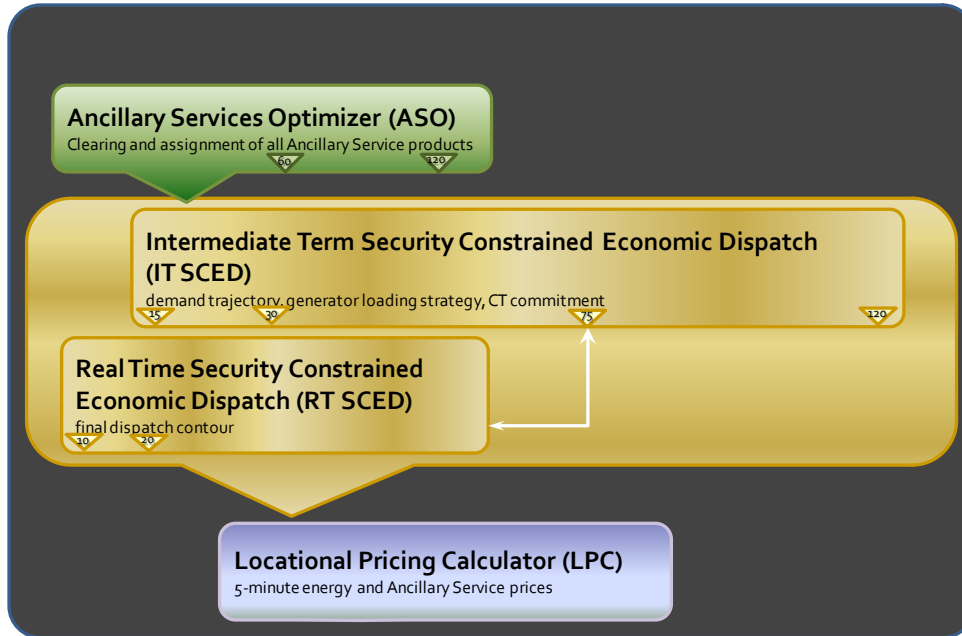 Ancillary Services Optimizer (ASO)
Clearing and assignment of all Ancillary Service products
60 120
Intermediate Term Security Constrained Economic Dispatch
(IT SCED)
demand trajectory, generator loading strategy, CT commitment
15 30 75 120
Real Time Security Constrained
Economic Dispatch (RT SCED)
final dispatch contour
10 20
Locational Pricing Calculator (LPC)
5-minute energy and Ancillary Service prices